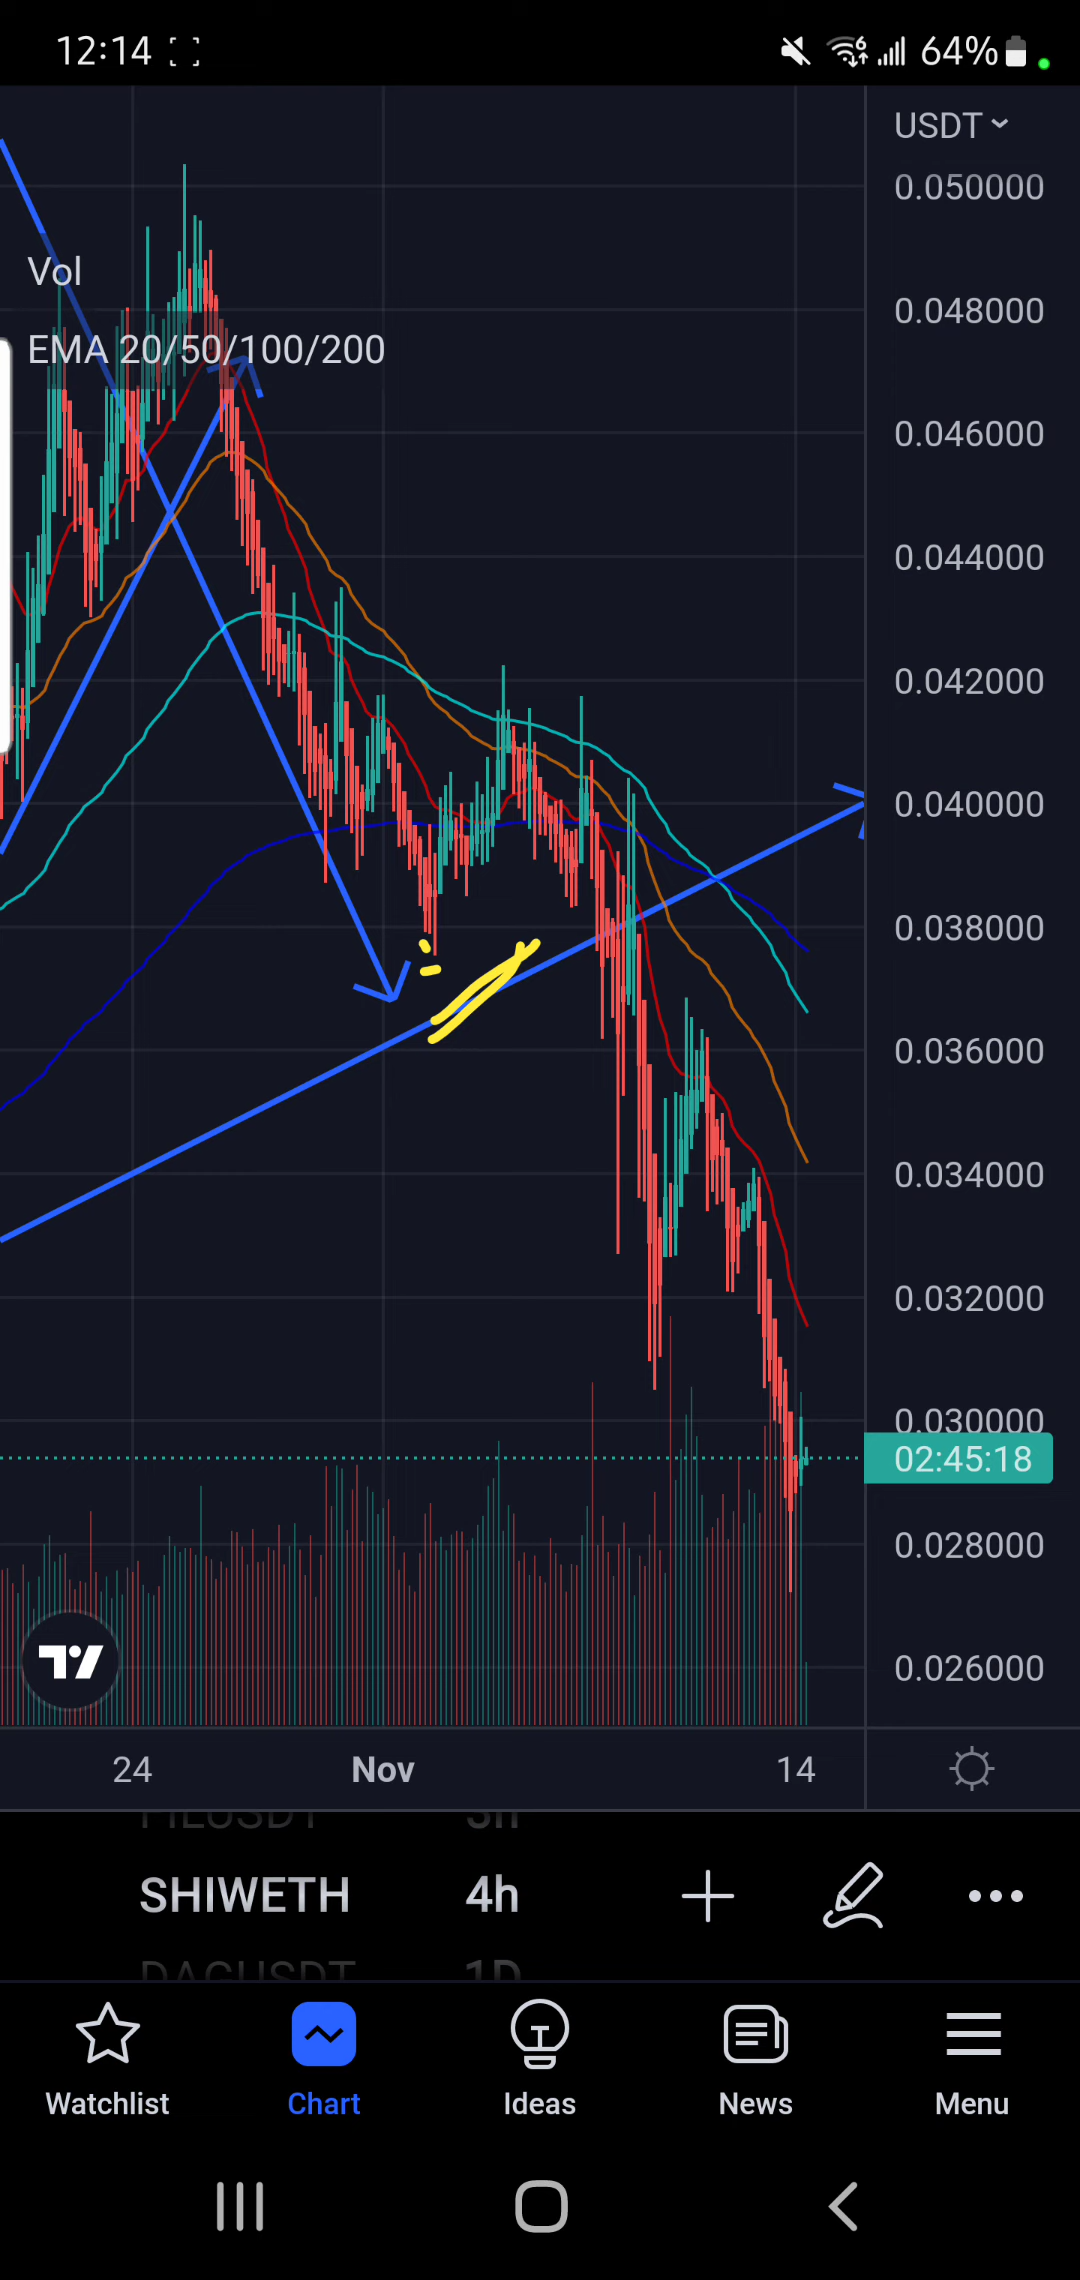 12:14 64%
USDT
0.050000
Vol
0.048000
EMA 20/50/100/200
0.046000
0.044000
0.042000
0.040000
0.038000
0.036000
0.034000
0.032000
0.030000
02:45:18
0.028000
0.026000
24 Nov 14
SHIWETH 4h
DAGUSDT 1D
Watchlist Chart Ideas News Menu